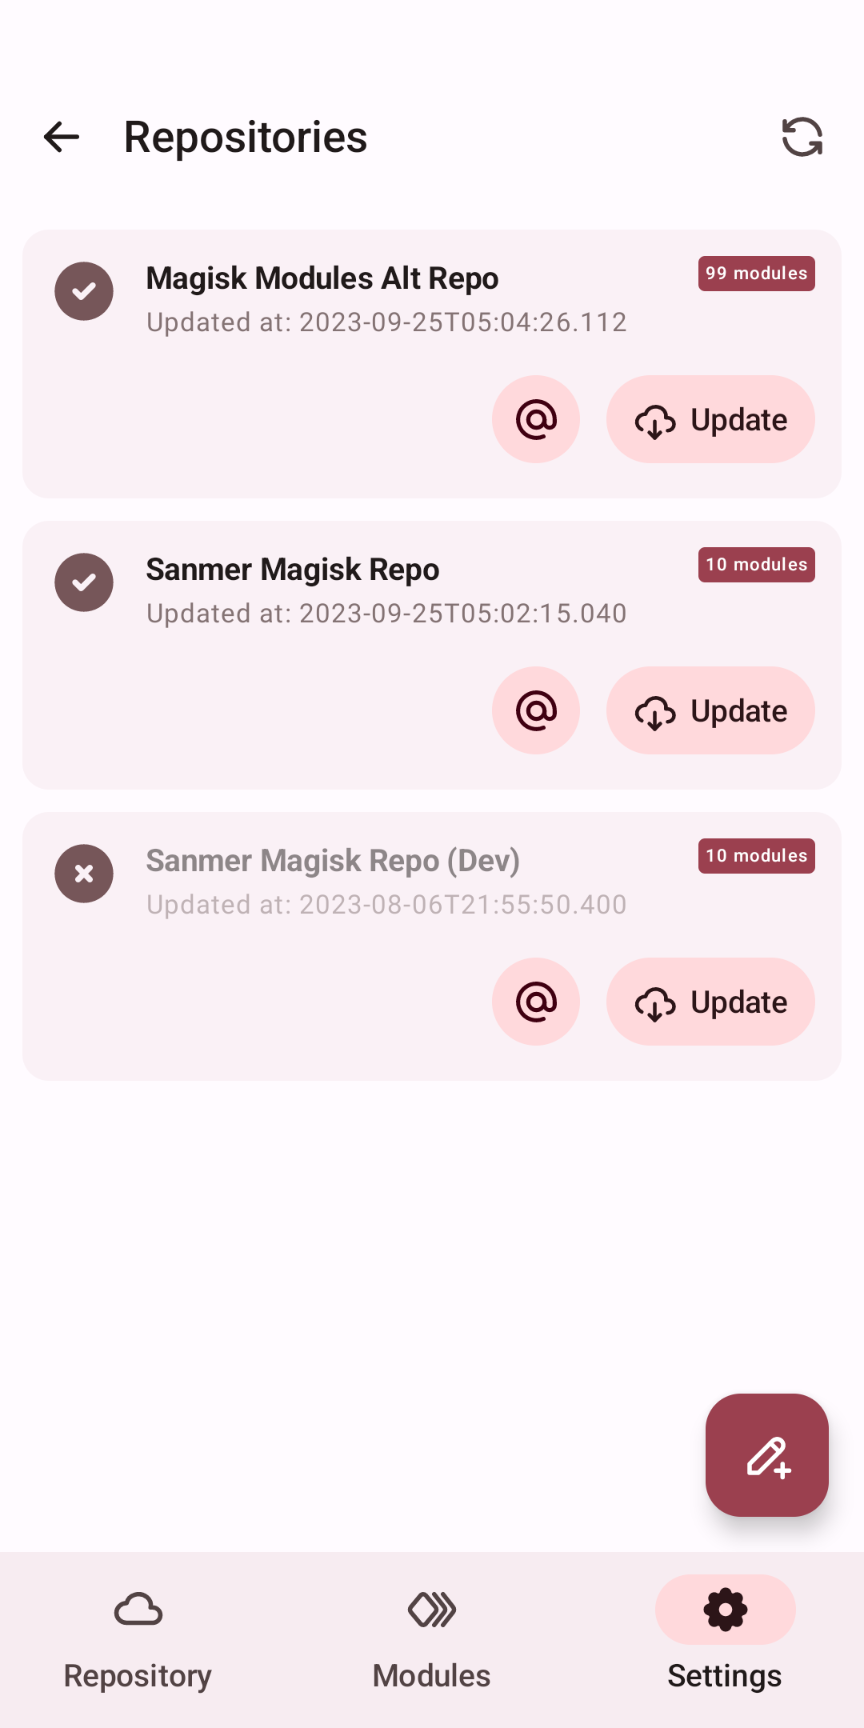 Repositories
Magisk Modules Alt Repo
99 modules
Updated at: 2023-09-25T05:04:26.112
Update
Sanmer Magisk Repo
10 modules
Updated at: 2023-09-25T05:02:15.040
Update
Sanmer Magisk Repo (Dev)
10 modules
Updated at: 2023-08-06T21:55:50.400
Update
Repository
Modules
Settings